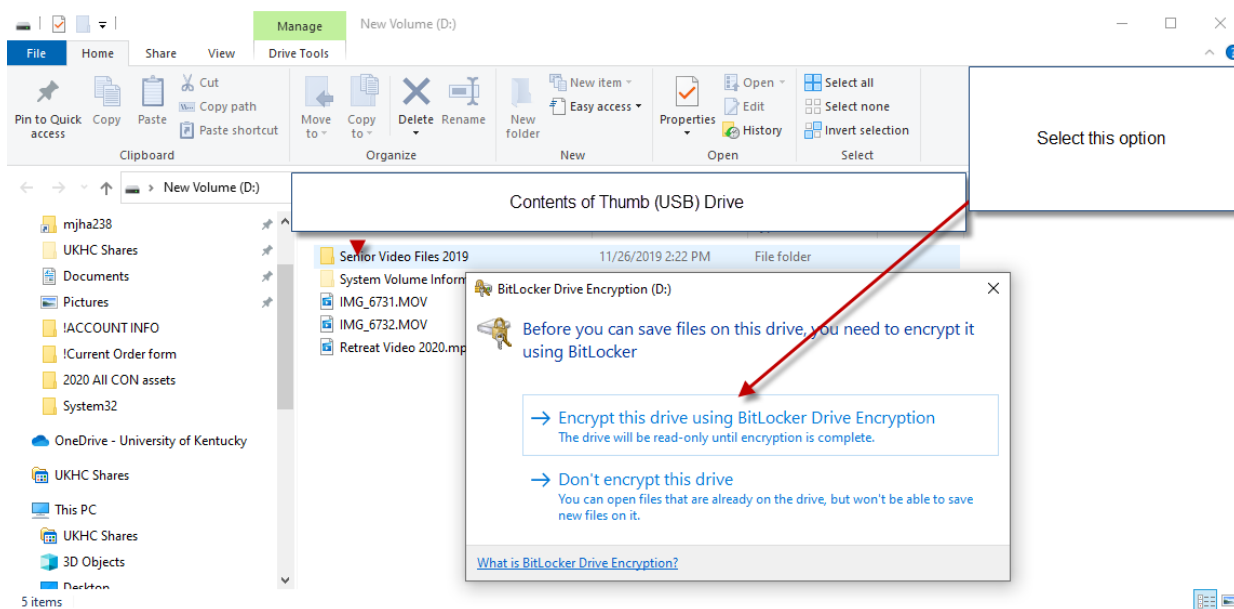 Manage
New Volume (D:)
File
Home
Share
View
Drive Tools
Pin to Quick access
Copy
Paste
Cut
Copy path
Paste shortcut
Clipboard
Move to
Copy to
Delete
Rename
Organize
New folder
New item
Easy access
New
Properties
Open
Edit
History
Open
Select all
Select none
Invert selection
Select
Select this option
New Volume (D:)
Contents of Thumb (USB) Drive
mjha238
UKHC Shares
Documents
Pictures
!ACCOUNT INFO
!Current Order form
2020 All CON assets
System32
OneDrive - University of Kentucky
UKHC Shares
This PC
UKHC Shares
3D Objects
Desktop
Senior Video Files 2019
11/26/2019 2:22 PM
File folder
System Volume Inform
IMG_6731.MOV
IMG_6732.MOV
Retreat Video 2020.mp
BitLocker Drive Encryption (D:)
Before you can save files on this drive, you need to encrypt it
using BitLocker
Encrypt this drive using BitLocker Drive Encryption
The drive will be read-only until encryption is complete.
Don't encrypt this drive
You can open files that are already on the drive, but won't be able to save
new files on it.
What is BitLocker Drive Encryption?
5 items